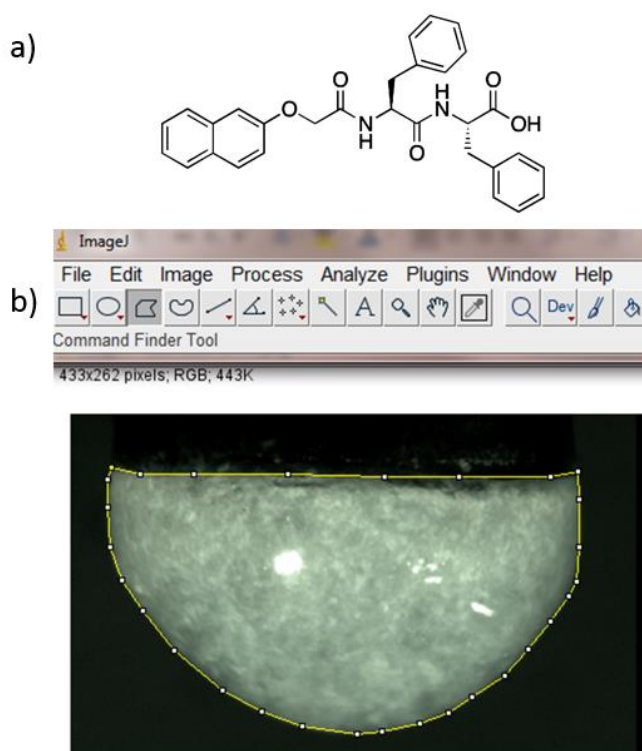 a)
O
O
N
H
H
N
O
O
OH
ImageJ
File Edit Image Process Analyze Plugins Window Help
b)
A Dev
Command Finder Tool
433x262 pixels; RGB; 443K